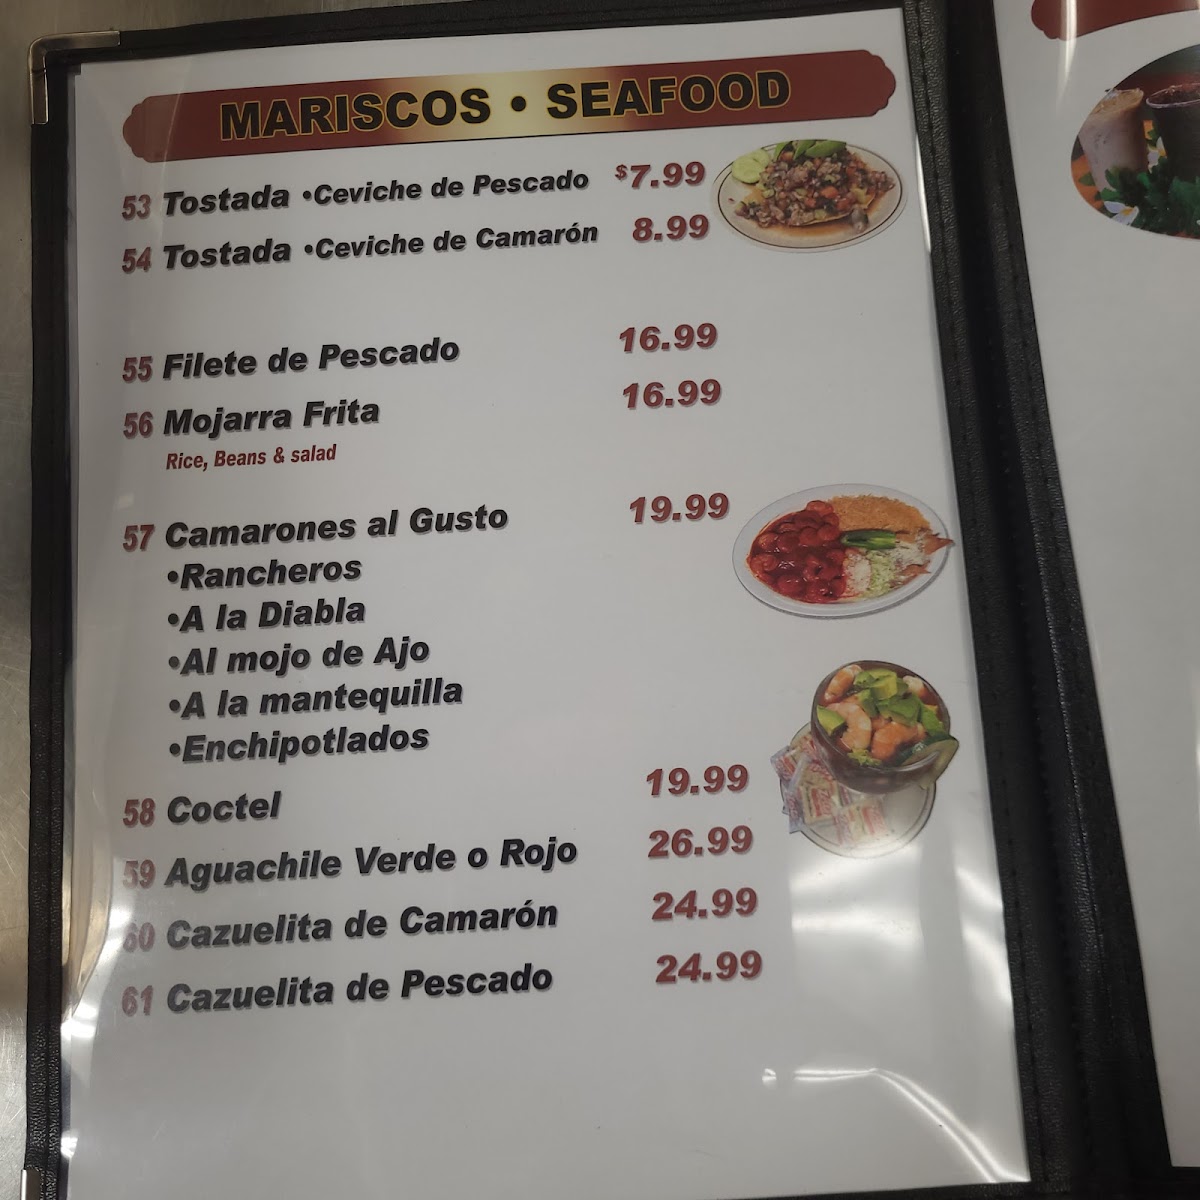 MARISCOS • SEAFOOD
53 Tostada •Ceviche de Pescado $7.99
54 Tostada •Ceviche de Camarón 8.99
55 Filete de Pescado 16.99
56 Mojarra Frita 16.99
Rice, Beans & salad
57 Camarones al Gusto 19.99
•Rancheros
•A la Diabla
•Al mojo de Ajo
•A la mantequilla
•Enchipotlados
58 Coctel 19.99
59 Aguachile Verde o Rojo 26.99
60 Cazuelita de Camarón 24.99
61 Cazuelita de Pescado 24.99